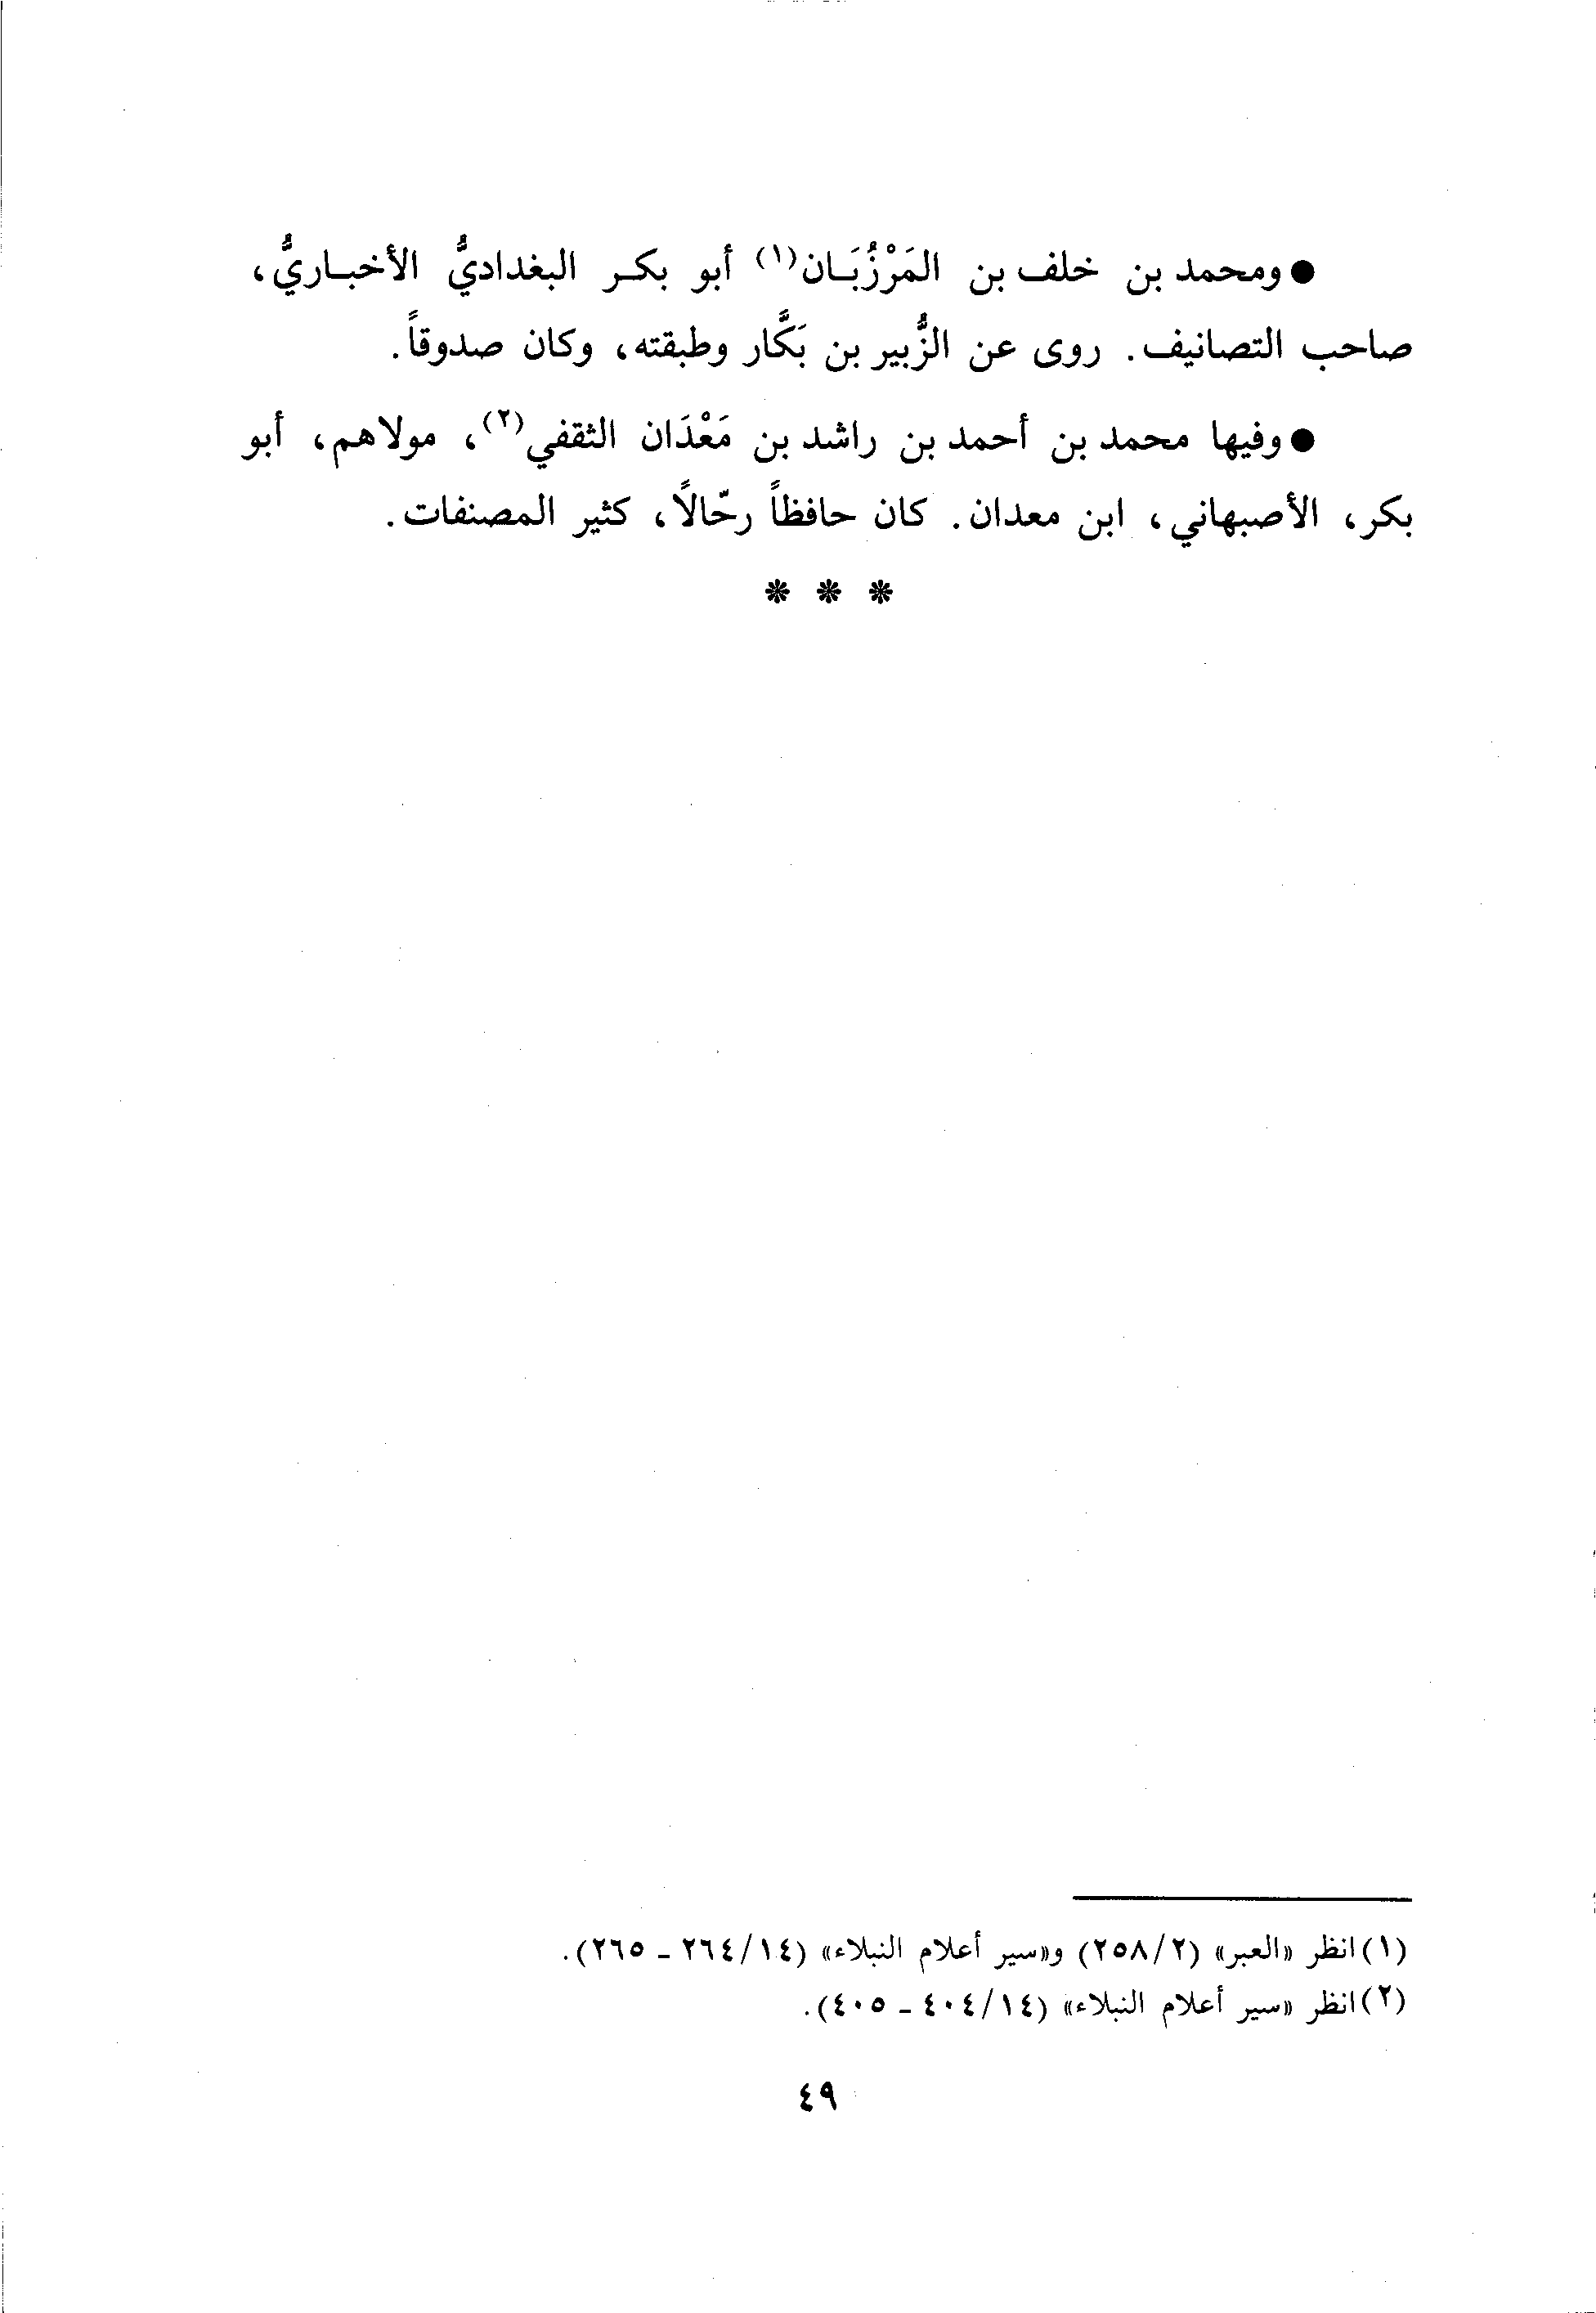 ● ومحمد بن خلف بن المَرْزُبَـان(١) أبو بكـر البغداديُّ الأخبـاريُّ،
صاحب التصانيف. روى عن الزُّبير بن بَكَّار وطبقته، وكان صدوقاً.
● وفيها محمد بن أحمد بن راشد بن مَعْدَان الثقفي(٢)، مولاهم، أبو
بكر، الأصبهاني، ابن معدان. كان حافظاً رحّالاً، كثير المصنفات.
* * *
(١) انظر «العبر» (٢/٢٥٨) و«سير أعلام النبلاء» (١٤/٢٦٤ - ٢٦٥).
(٢) انظر «سير أعلام النبلاء» (١٤/٤٠٤ - ٤٠٥).
٤٩